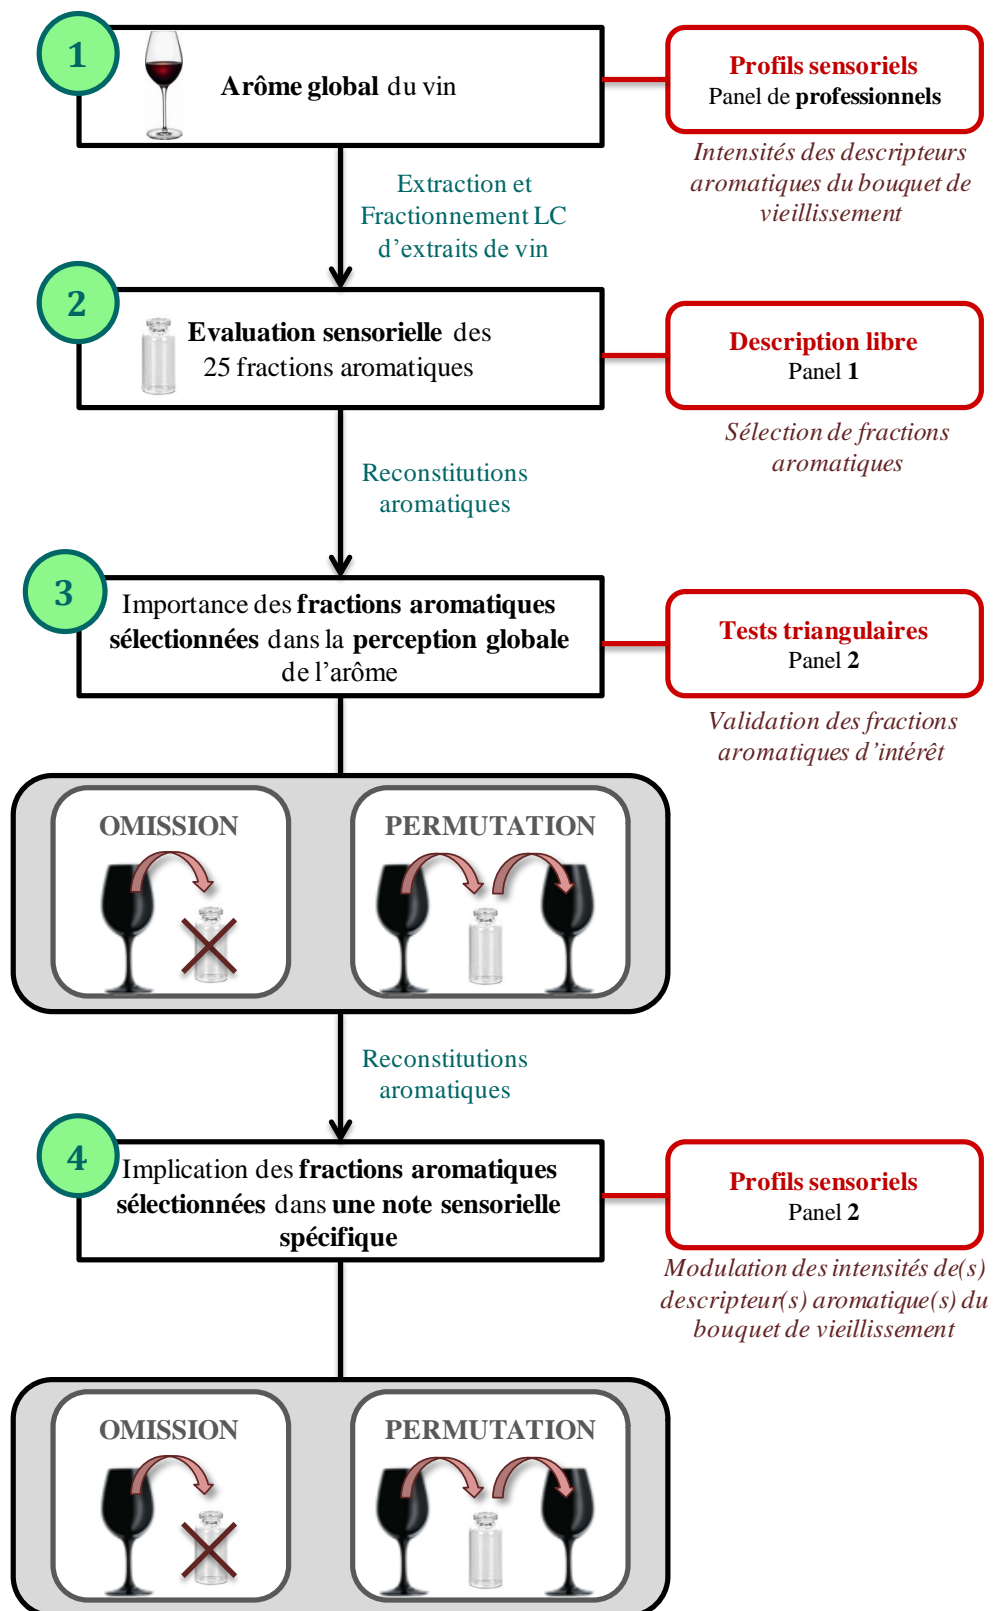 1
Arôme global du vin
Profils sensoriels
Panel de professionnels
Intensités des descripteurs
aromatiques du bouquet de
vieillissement
Extraction et
Fractionnement LC
d'extraits de vin
2
Evaluation sensorielle des
25 fractions aromatiques
Description libre
Panel 1
Sélection de fractions
aromatiques
Reconstitutions
aromatiques
3
Importance des fractions aromatiques
sélectionnées dans la perception globale
de l'arôme
Tests triangulaires
Panel 2
Validation des fractions
aromatiques d'intérêt
OMISSION
PERMUTATION
Reconstitutions
aromatiques
4
Implication des fractions aromatiques
sélectionnées dans une note sensorielle
spécifique
Profils sensoriels
Panel 2
Modulation des intensités de(s)
descripteur(s) aromatique(s) du
bouquet de vieillissement
OMISSION
PERMUTATION